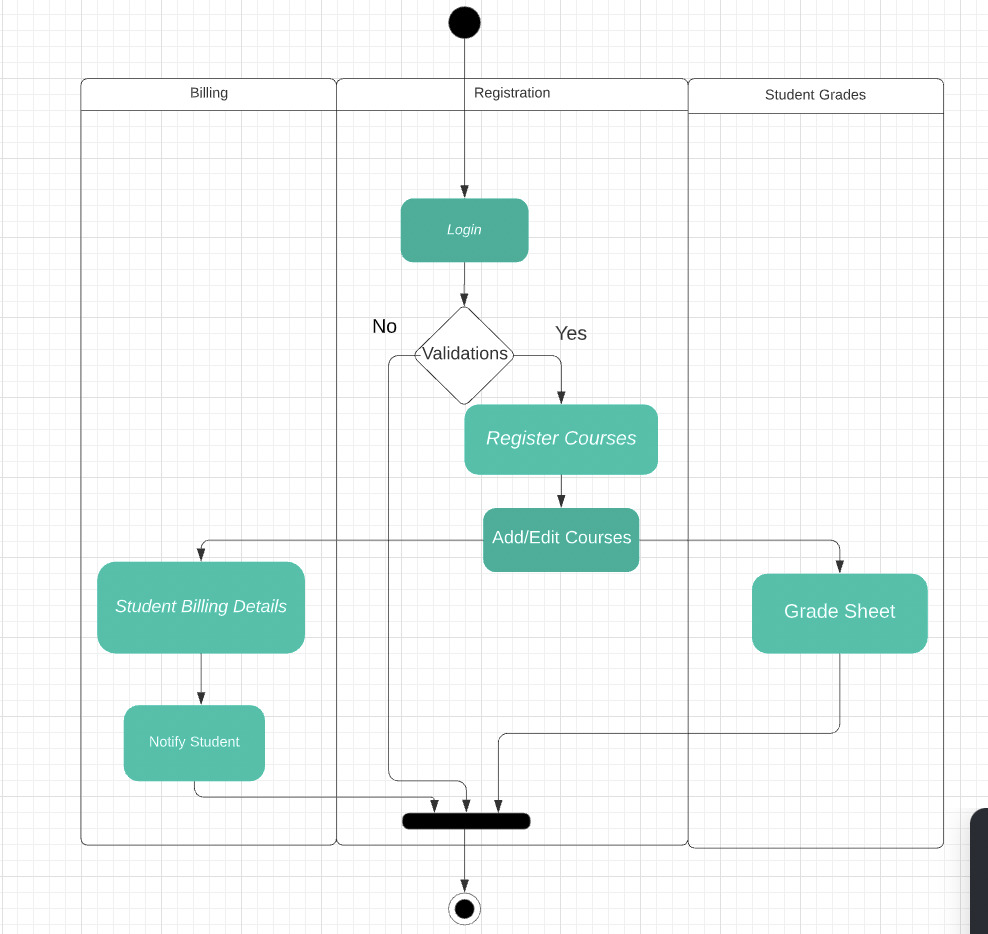 Billing
Registration
Student Grades
Login
No
Yes
Validations
Register Courses
Add/Edit Courses
Student Billing Details
Grade Sheet
Notify Student